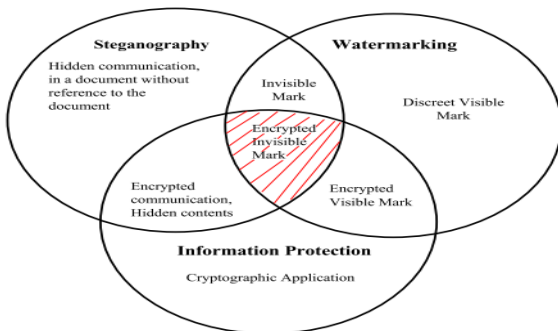 Steganography
Hidden communication,
in a document without
reference to the
document
Watermarking
Invisible
Mark
Discreet Visible
Mark
Encrypted
Invisible
Mark
Encrypted
communication,
Hidden contents
Encrypted
Visible Mark
Information Protection
Cryptographic Application